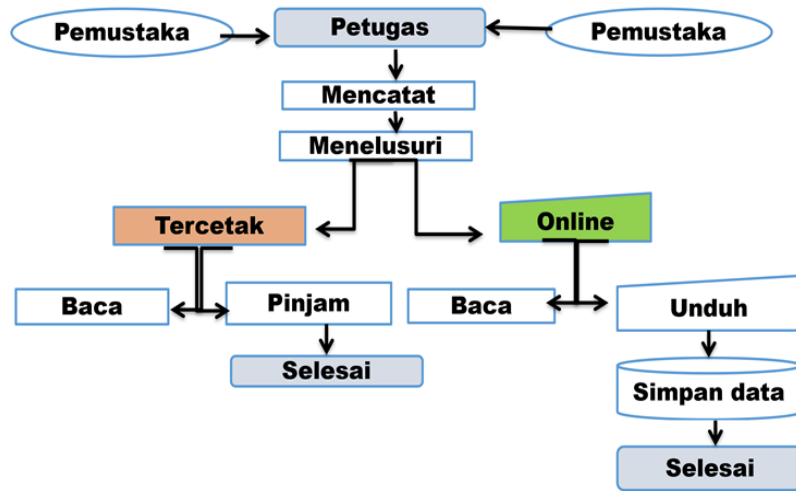 Pemustaka
Petugas
Pemustaka
Mencatat
Menelusuri
Tercetak
Online
Baca
Pinjam
Baca
Unduh
Selesai
Simpan data
Selesai